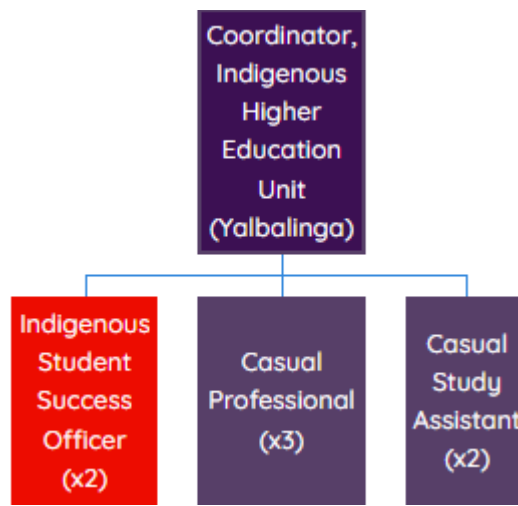 Coordinator,
Indigenous
Higher
Education
Unit
(Yalbalinga)
Indigenous
Student
Success
Officer
(x2)
Casual
Professional
(x3)
Casual
Study
Assistant
(x2)